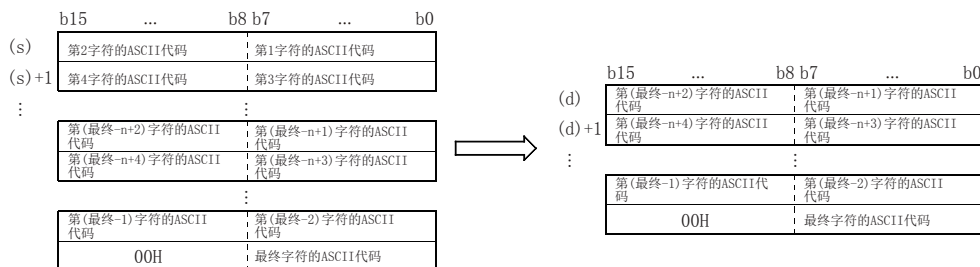 b15 ... b8 b7 ... b0
(s) 第2字符的ASCII代码 第1字符的ASCII代码
(s)+1 第4字符的ASCII代码 第3字符的ASCII代码
⋮ ⋮
第(最终-n+2)字符的ASCII代码 第(最终-n+1)字符的ASCII代码
第(最终-n+4)字符的ASCII代码 第(最终-n+3)字符的ASCII代码
⋮
第(最终-1)字符的ASCII代码 第(最终-2)字符的ASCII代码
00H 最终字符的ASCII代码
b15 ... b8 b7 ... b0
(d) 第(最终-n+2)字符的ASCII代码 第(最终-n+1)字符的ASCII代码
(d)+1 第(最终-n+4)字符的ASCII代码 第(最终-n+3)字符的ASCII代码
⋮ ⋮
第(最终-1)字符的ASCII代码 第(最终-2)字符的ASCII代码
00H 最终字符的ASCII代码